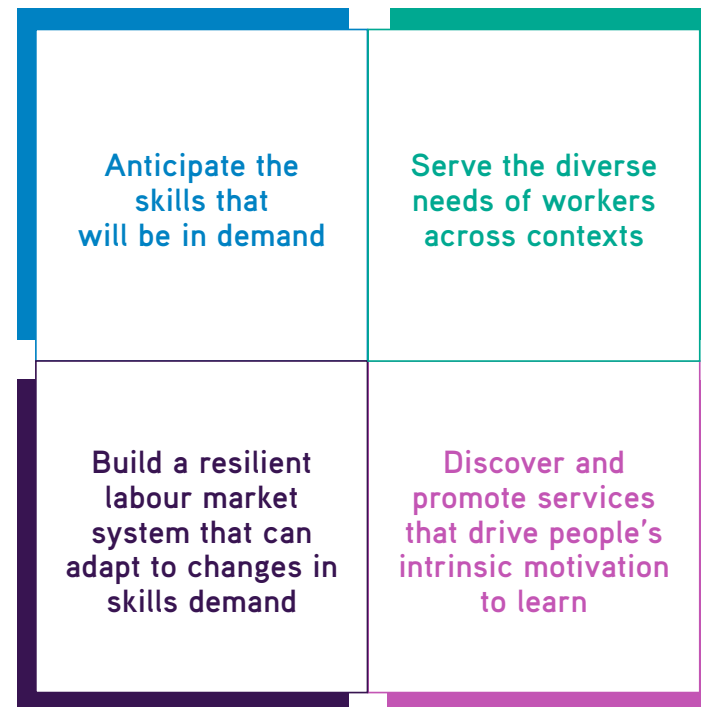 Anticipate the
skills that
will be in demand
Serve the diverse
needs of workers
across contexts
Build a resilient
labour market
system that can
adapt to changes in
skills demand
Discover and
promote services
that drive people’s
intrinsic motivation
to learn